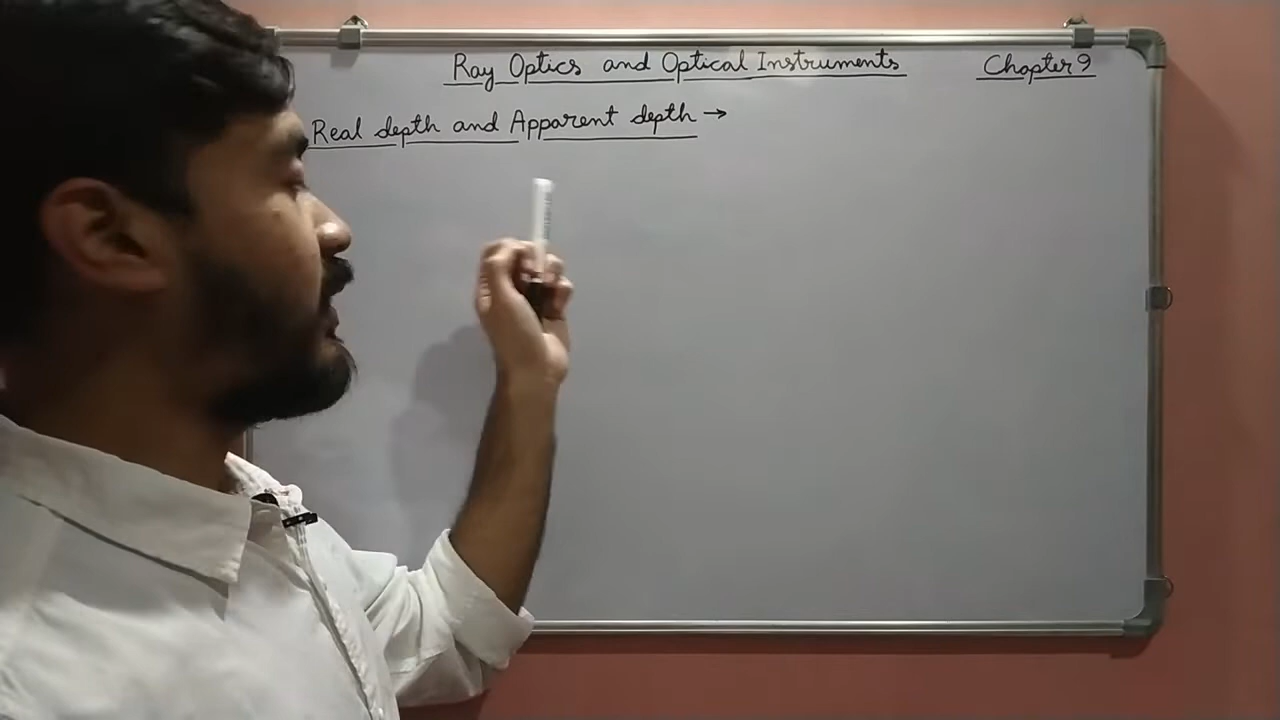 Ray Optics and Optical Instruments Chapter 9
Real depth and Apparent depth →